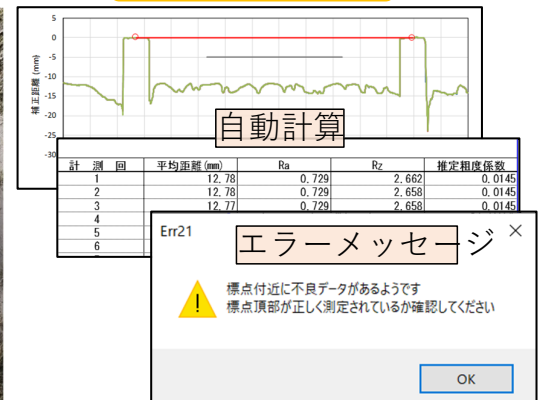 補正距離 (mm)
5
0
-5
-10
-15
-20
-25
-30
自動計算
計 測 回 平均距離(mm) Ra Rz 推定粗度係数
1 12.78 0.729 2.662 0.0145
2 12.78 0.729 2.658 0.0145
3 12.77 0.729 2.658 0.0145
4
5
6
Err21
エラーメッセージ
標点付近に不良データがあるようです
標点頂部が正しく測定されているか確認してください
OK